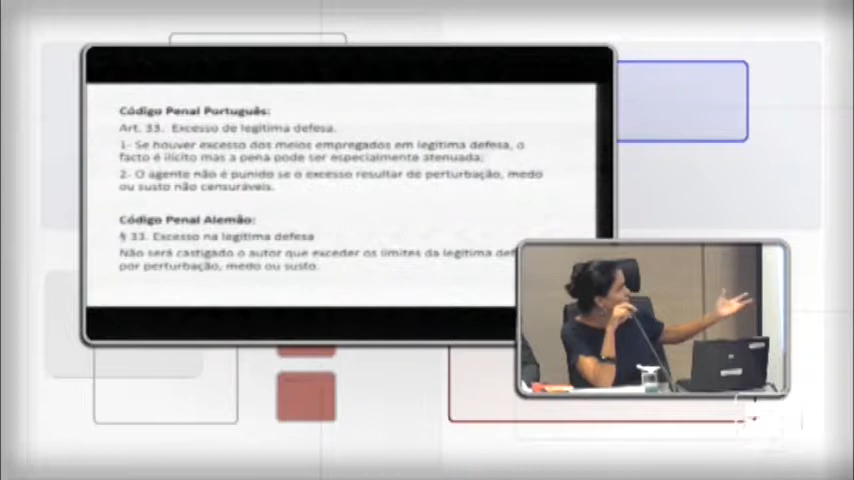 Código Penal Português:
Art. 33. Excesso de legítima defesa.
1- Se houver excesso dos meios empregados em legítima defesa, o
facto é ilícito mas a pena pode ser especialmente atenuada;
2- O agente não é punido se o excesso resultar de perturbação, medo
ou susto não censuráveis.
Código Penal Alemão:
§ 33. Excesso na legítima defesa
Não será castigado o autor que exceder os limites da legítima
por perturbação, medo ou susto.